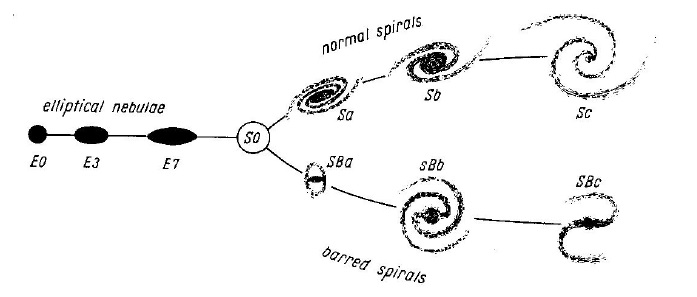 normal spirals
elliptical nebulae
E0
E3
E7
S0
Sa
Sb
Sc
SBa
sBb
SBc
barred spirals